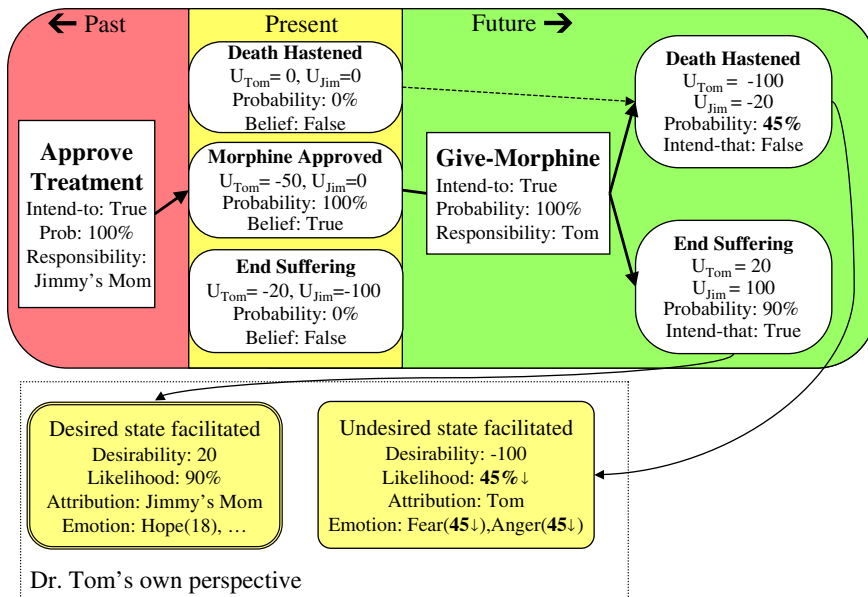 ← Past
Present
Future →
Approve
Treatment
Intend-to: True
Prob: 100%
Responsibility:
Jimmy's Mom
Death Hastened
U_Tom= 0, U_Jim=0
Probability: 0%
Belief: False
Morphine Approved
U_Tom= -50, U_Jim=0
Probability: 100%
Belief: True
End Suffering
U_Tom= -20, U_Jim=-100
Probability: 0%
Belief: False
Give-Morphine
Intend-to: True
Probability: 100%
Responsibility: Tom
Death Hastened
U_Tom = -100
U_Jim = -20
Probability: 45%
Intend-that: False
End Suffering
U_Tom = 20
U_Jim = 100
Probability: 90%
Intend-that: True
Desired state facilitated
Desirability: 20
Likelihood: 90%
Attribution: Jimmy's Mom
Emotion: Hope(18), …
Undesired state facilitated
Desirability: -100
Likelihood: 45%↓
Attribution: Tom
Emotion: Fear(45↓),Anger(45↓)
Dr. Tom's own perspective